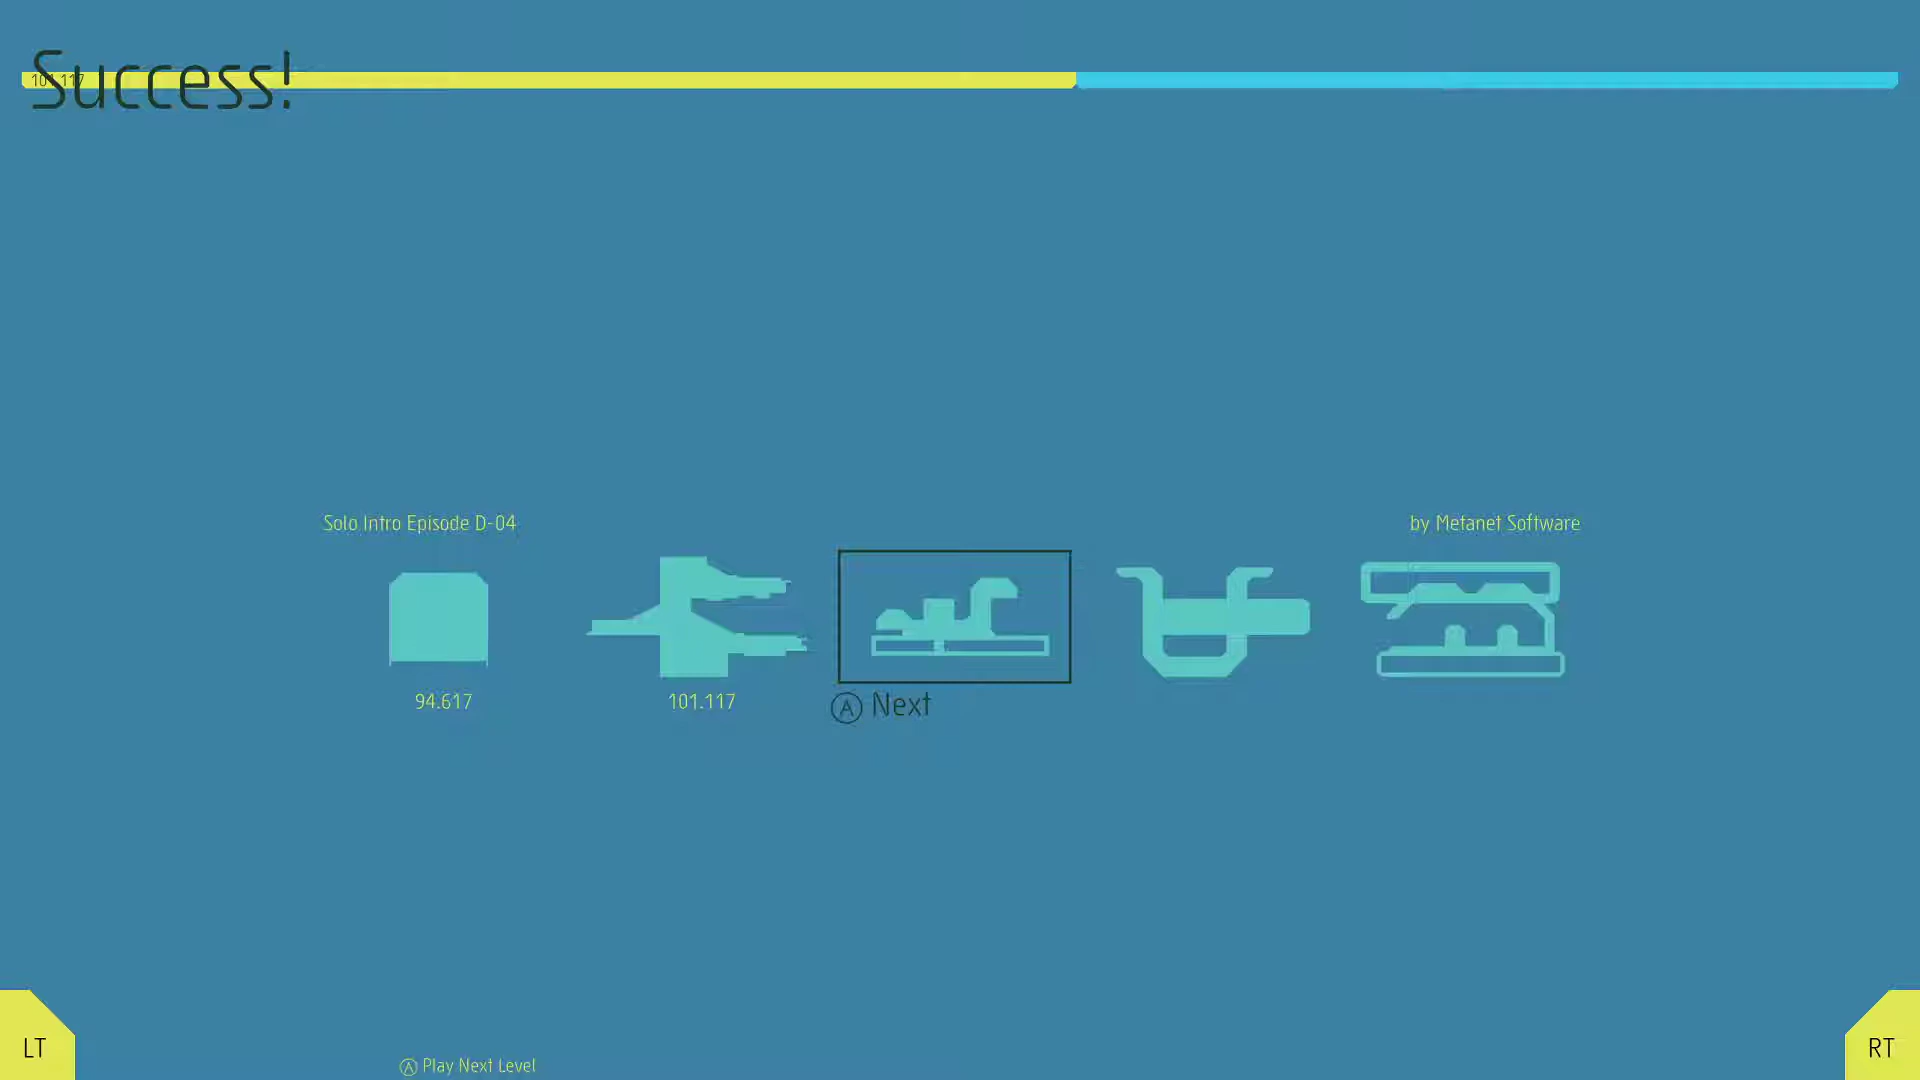 Success!
101.117
Solo Intro Episode D-04
by Metanet Software
94.617
101.117
A Next
LT
RT
A Play Next Level